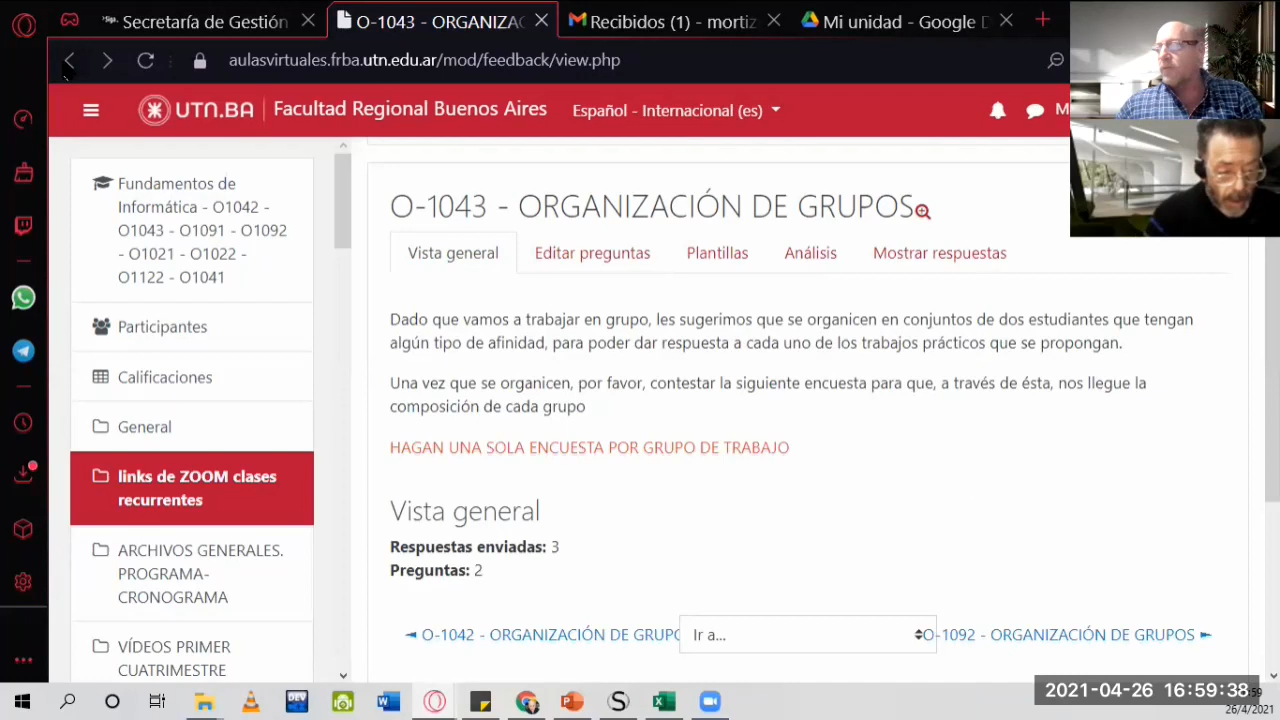 Secretaría de Gestión
O-1043 - ORGANIZAC
Recibidos (1) - mortiz
Mi unidad - Google D
aulasvirtuales.frba.utn.edu.ar/mod/feedback/view.php
UTN.BA
Facultad Regional Buenos Aires
Español - Internacional (es)
M
Fundamentos de
Informática - O1042 -
O1043 - O1091 - O1092
- O1021 - O1022 -
O1122 - O1041
Participantes
Calificaciones
General
links de ZOOM clases
recurrentes
ARCHIVOS GENERALES.
PROGRAMA-
CRONOGRAMA
VÍDEOS PRIMER
CUATRIMESTRE
O-1043 - ORGANIZACIÓN DE GRUPOS
Vista general
Editar preguntas
Plantillas
Análisis
Mostrar respuestas
Dado que vamos a trabajar en grupo, les sugerimos que se organicen en conjuntos de dos estudiantes que tengan
algún tipo de afinidad, para poder dar respuesta a cada uno de los trabajos prácticos que se propongan.
Una vez que se organicen, por favor, contestar la siguiente encuesta para que, a través de ésta, nos llegue la
composición de cada grupo
HAGAN UNA SOLA ENCUESTA POR GRUPO DE TRABAJO
Vista general
Respuestas enviadas: 3
Preguntas: 2
◄ O-1042 - ORGANIZACIÓN DE GRUPO
Ir a...
O-1092 - ORGANIZACIÓN DE GRUPOS ►
DEV
2021-04-26 16:59:38
26/4/2021